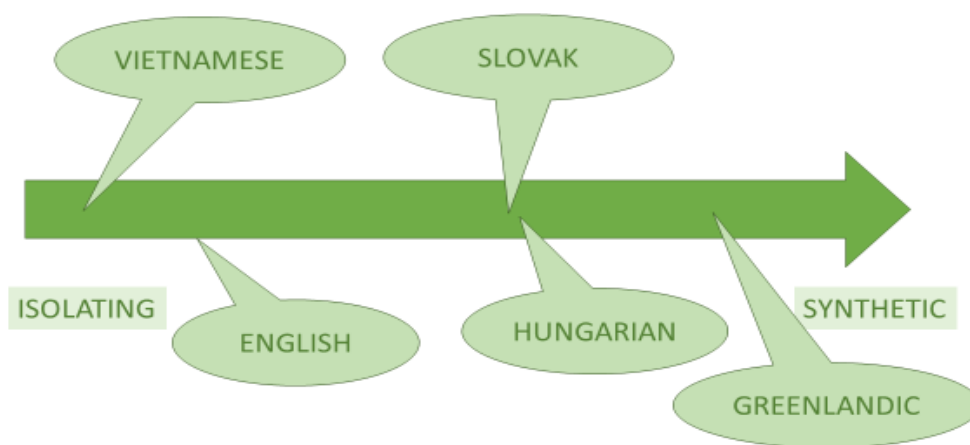 VIETNAMESE
SLOVAK
ISOLATING
SYNTHETIC
ENGLISH
HUNGARIAN
GREENLANDIC